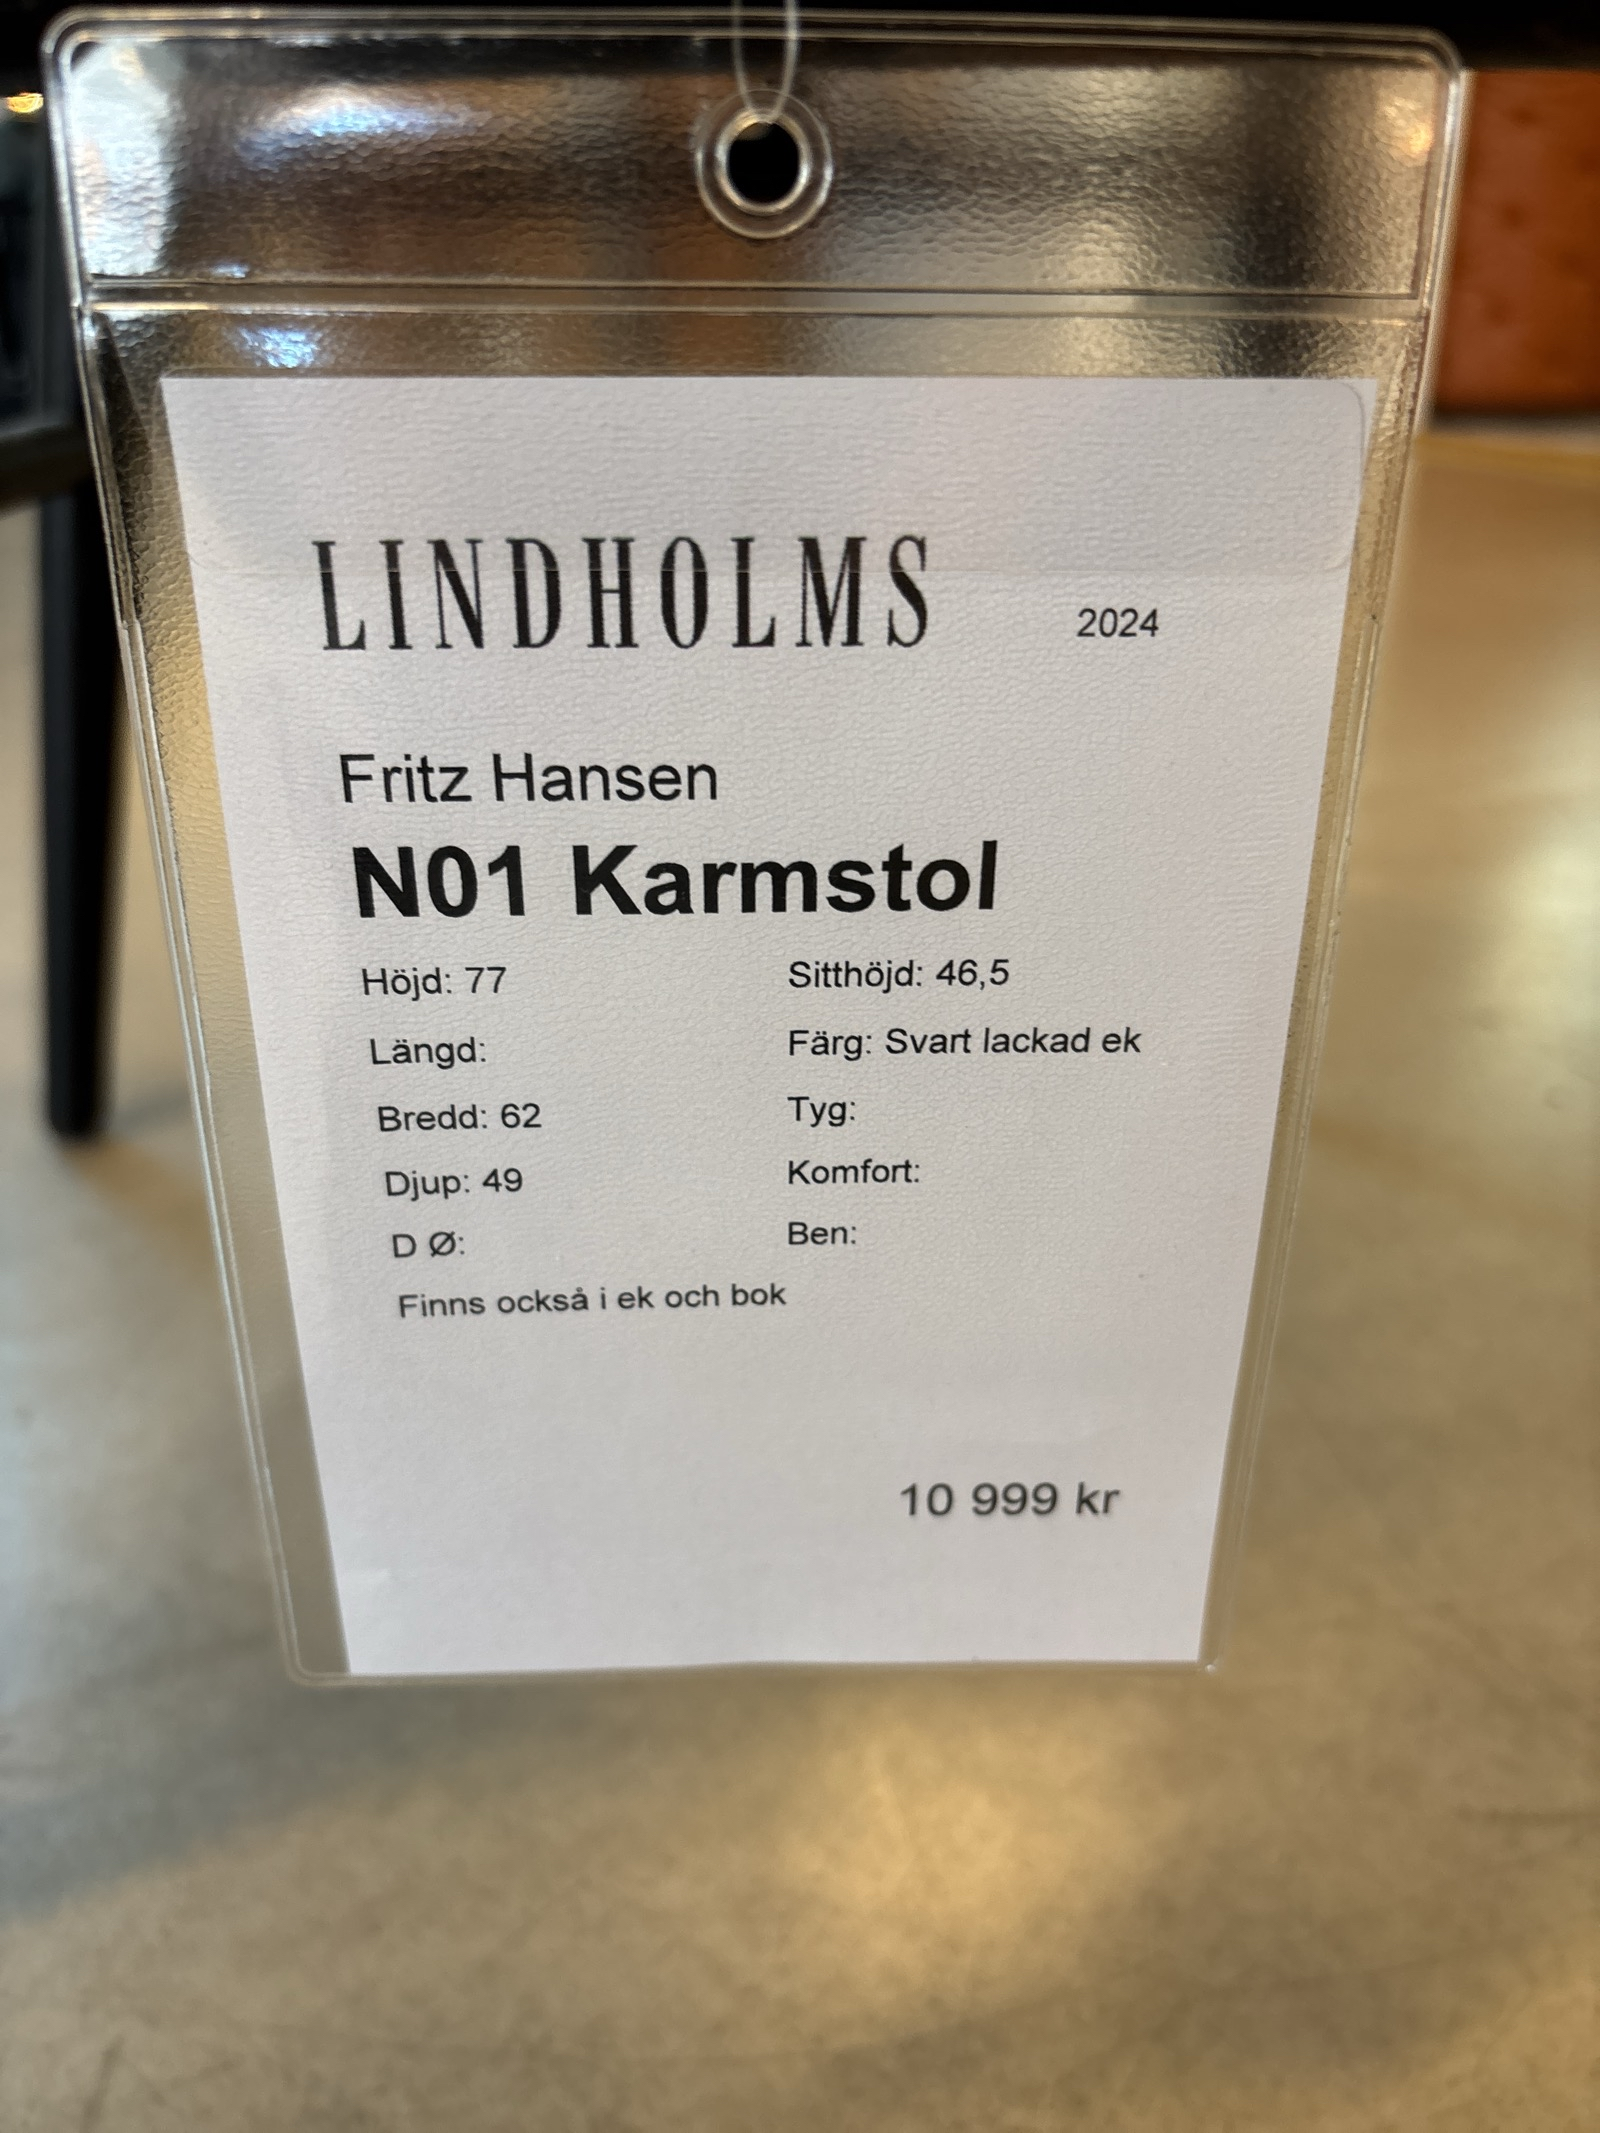 LINDHOLMS 2024
Fritz Hansen
N01 Karmstol
Höjd: 77 Sitthöjd: 46,5
Längd: Färg: Svart lackad ek
Bredd: 62 Tyg:
Djup: 49 Komfort:
D Ø: Ben:
Finns också i ek och bok
10 999 kr